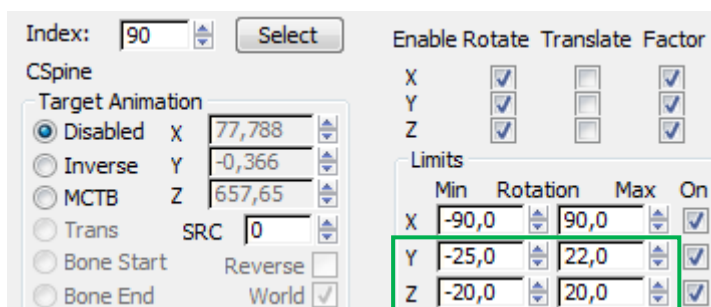 Index: 90 Select
CSpine
Target Animation
Disabled X 77,788
Inverse Y -0,366
MCTB Z 657,65
Trans SRC 0
Bone Start Reverse
Bone End World
Enable Rotate Translate Factor
X
Y
Z
Limits
Min Rotation Max On
X -90,0 90,0
Y -25,0 22,0
Z -20,0 20,0